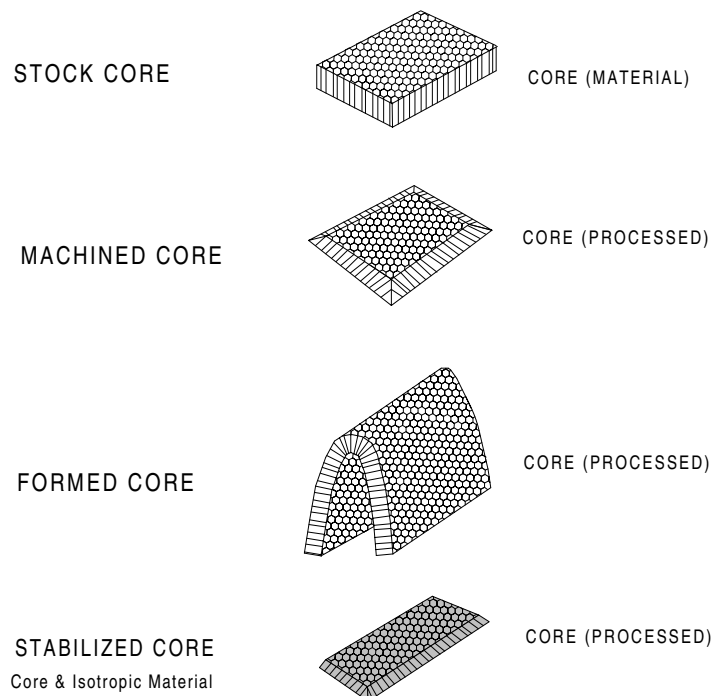 STOCK CORE
CORE (MATERIAL)
MACHINED CORE
CORE (PROCESSED)
FORMED CORE
CORE (PROCESSED)
STABILIZED CORE
Core & Isotropic Material
CORE (PROCESSED)